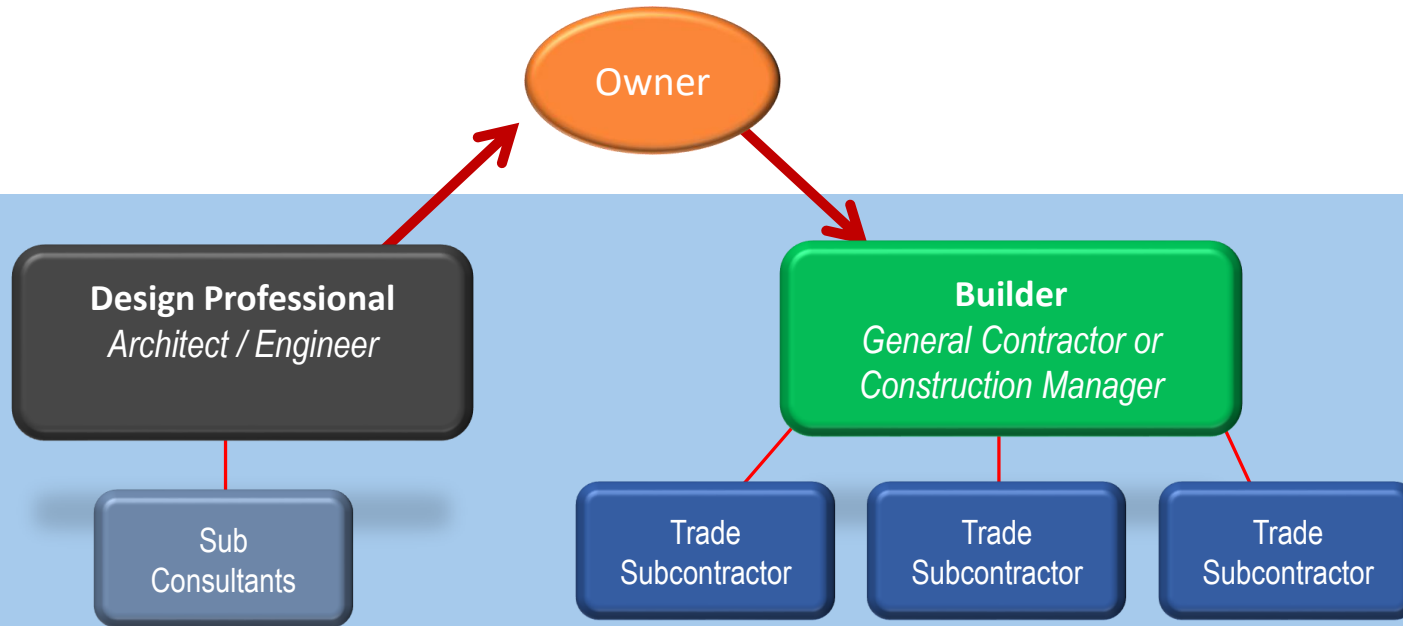 Owner
Design Professional
Architect / Engineer
Builder
General Contractor or
Construction Manager
Sub
Consultants
Trade
Subcontractor
Trade
Subcontractor
Trade
Subcontractor